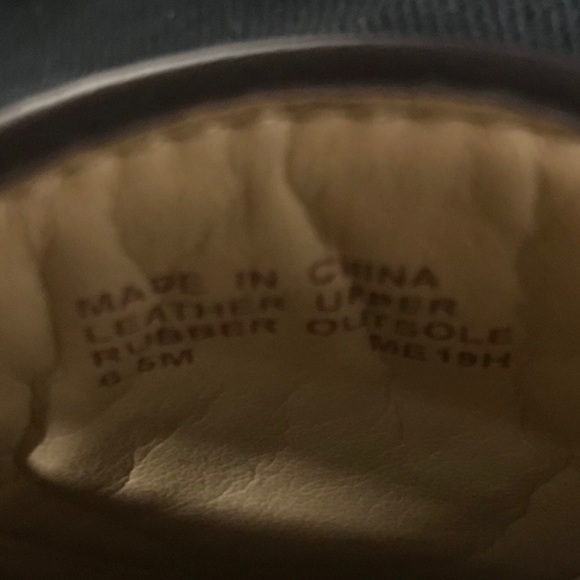 MADE IN CHINA
LEATHER UPPER
RUBBER OUTSOLE
6.5M ME19H